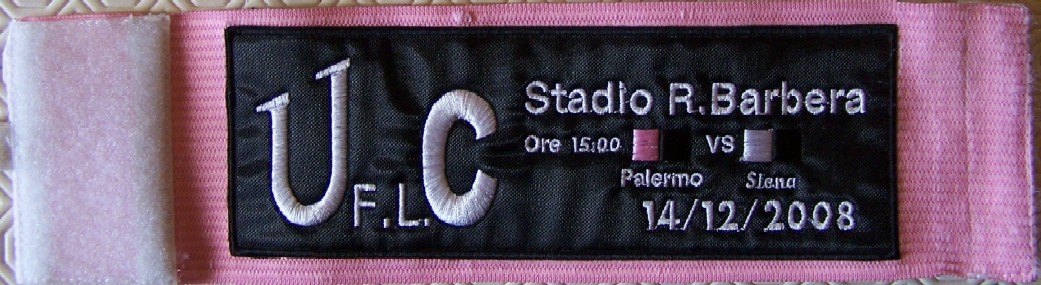 U F.L. C
Stadio R.Barbera
Ore 15:00 VS
Palermo Siena
14/12/2008